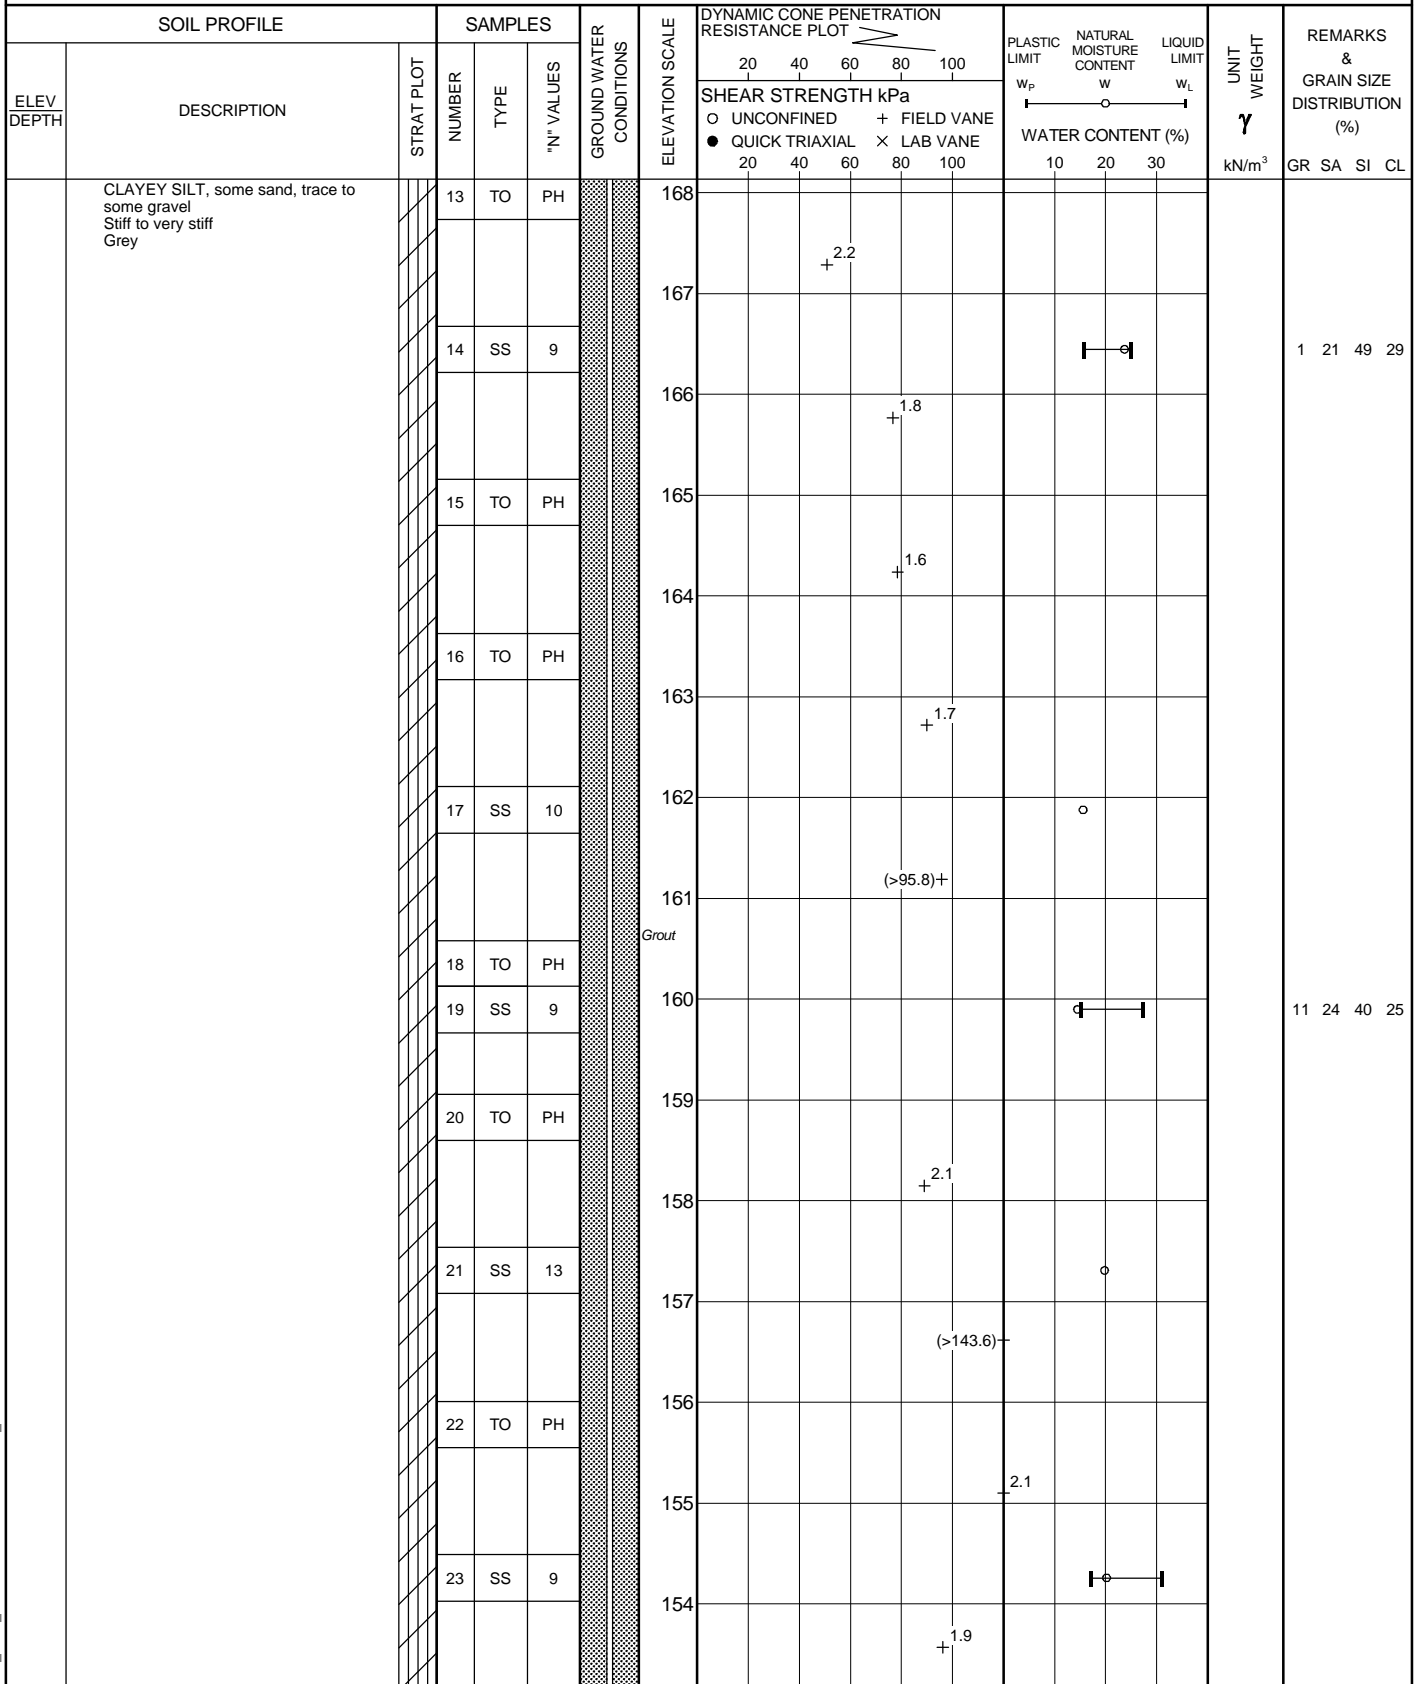 SOIL PROFILE
SAMPLES
GROUND WATER
CONDITIONS
ELEVATION SCALE
DYNAMIC CONE PENETRATION
RESISTANCE PLOT
20 40 60 80 100
PLASTIC
LIMIT
NATURAL
MOISTURE
CONTENT
LIQUID
LIMIT
UNIT
WEIGHT
REMARKS
&
GRAIN SIZE
DISTRIBUTION
(%)
ELEV
DEPTH
DESCRIPTION
STRAT PLOT
NUMBER
TYPE
"N" VALUES
SHEAR STRENGTH kPa
UNCONFINED + FIELD VANE
QUICK TRIAXIAL × LAB VANE
20 40 60 80 100
wP w wL
WATER CONTENT (%)
10 20 30
γ
kN/m³
GR SA SI CL
CLAYEY SILT, some sand, trace to
some gravel
Stiff to very stiff
Grey
13 TO PH
168
2.2
167
14 SS 9
1 21 49 29
166
1.8
165
15 TO PH
1.6
164
16 TO PH
163
1.7
162
17 SS 10
(>95.8)
161
Grout
18 TO PH
160
19 SS 9
11 24 40 25
159
20 TO PH
2.1
158
21 SS 13
157
(>143.6)
156
22 TO PH
2.1
155
23 SS 9
154
1.9